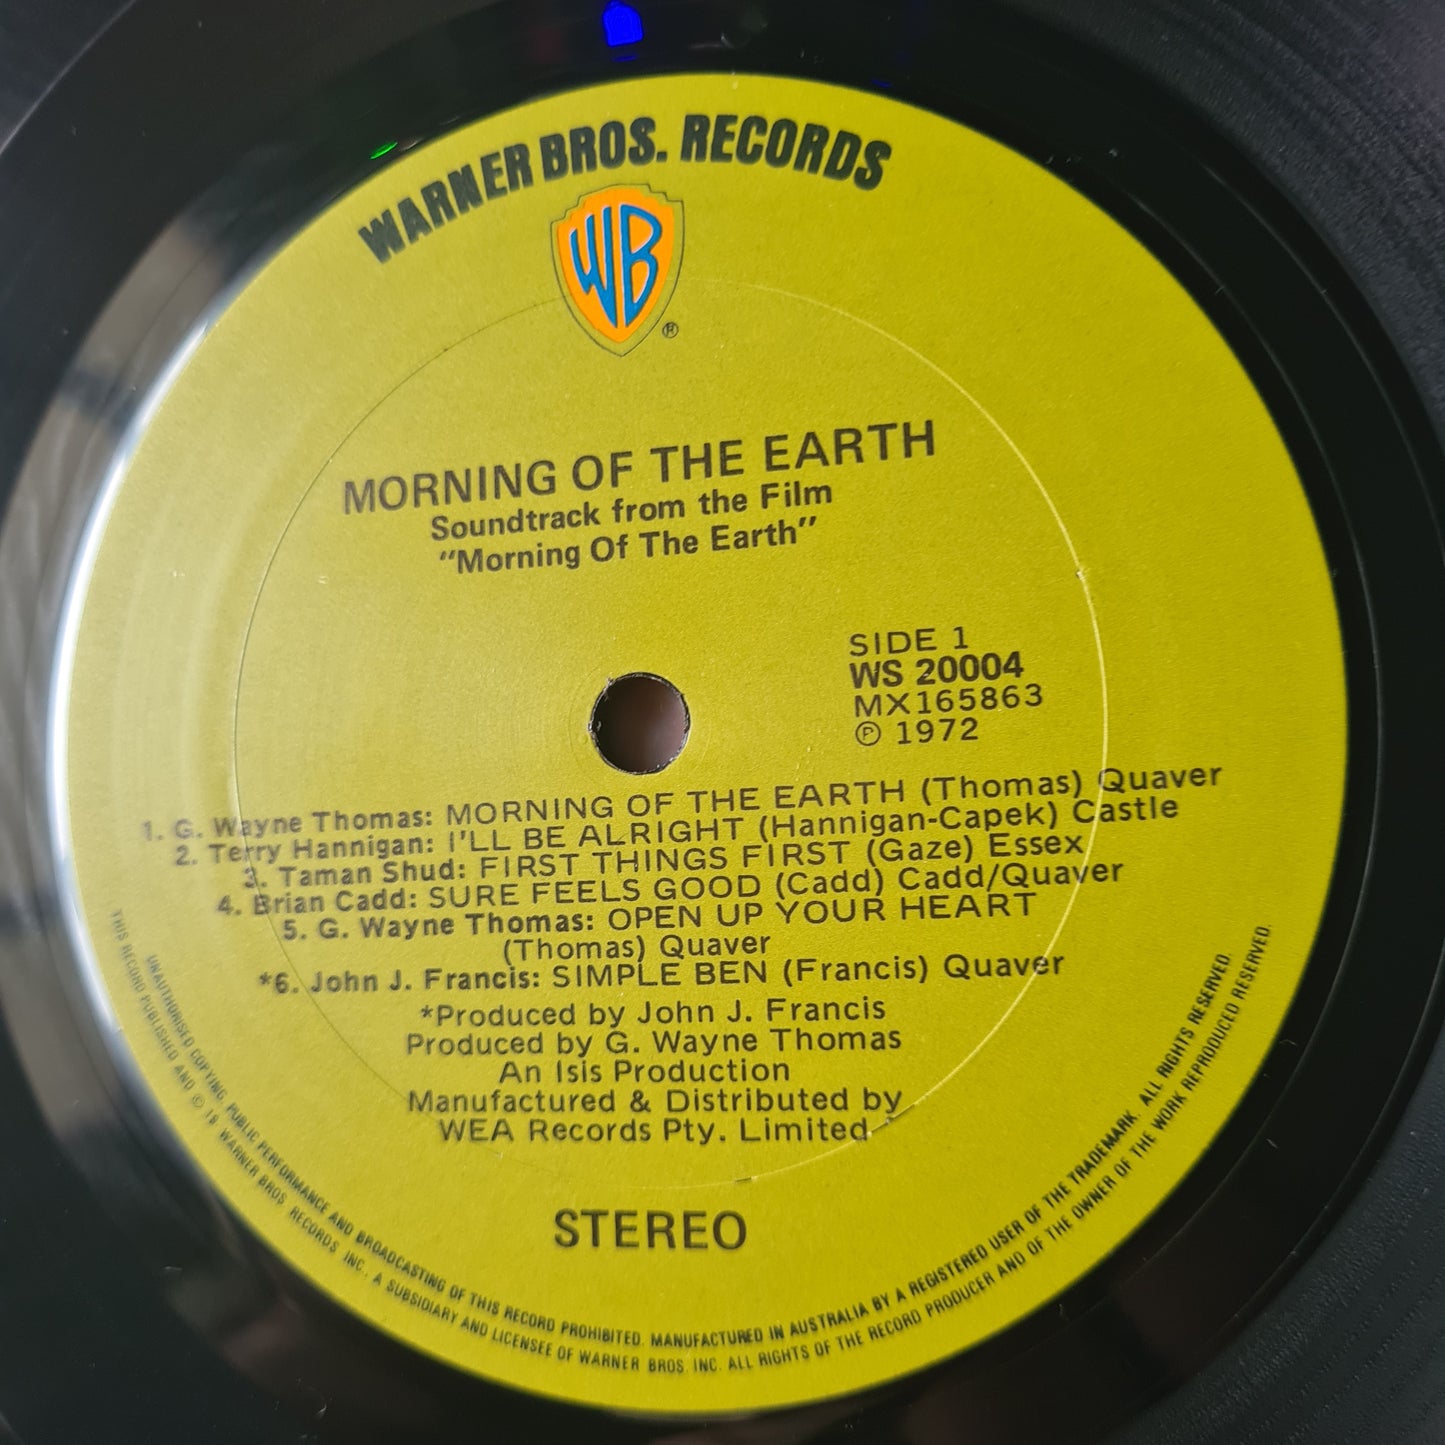 WARNER BROS. RECORDS
WB
®
MORNING OF THE EARTH
Soundtrack from the Film
"Morning Of The Earth"
SIDE 1
WS 20004
MX165863
℗ 1972
1. G. Wayne Thomas: MORNING OF THE EARTH (Thomas) Quaver
2. Terry Hannigan: I'LL BE ALRIGHT (Hannigan-Capek) Castle
3. Taman Shud: FIRST THINGS FIRST (Gaze) Essex
4. Brian Cadd: SURE FEELS GOOD (Cadd) Cadd/Quaver
5. G. Wayne Thomas: OPEN UP YOUR HEART
(Thomas) Quaver
*6. John J. Francis: SIMPLE BEN (Francis) Quaver
*Produced by John J. Francis
Produced by G. Wayne Thomas
An Isis Production
Manufactured & Distributed by
WEA Records Pty. Limited.
STEREO
UNAUTHORISED COPYING, PUBLIC PERFORMANCE AND BROADCASTING OF THIS RECORD PROHIBITED. MANUFACTURED IN AUSTRALIA BY A REGISTERED USER OF THE TRADEMARK. ALL RIGHTS RESERVED.
THIS RECORD PUBLISHED AND © 19 WARNER BROS. RECORDS INC., A SUBSIDIARY AND LICENSEE OF WARNER BROS. INC. ALL RIGHTS OF THE RECORD PRODUCER AND OF THE OWNER OF THE WORK REPRODUCED RESERVED.